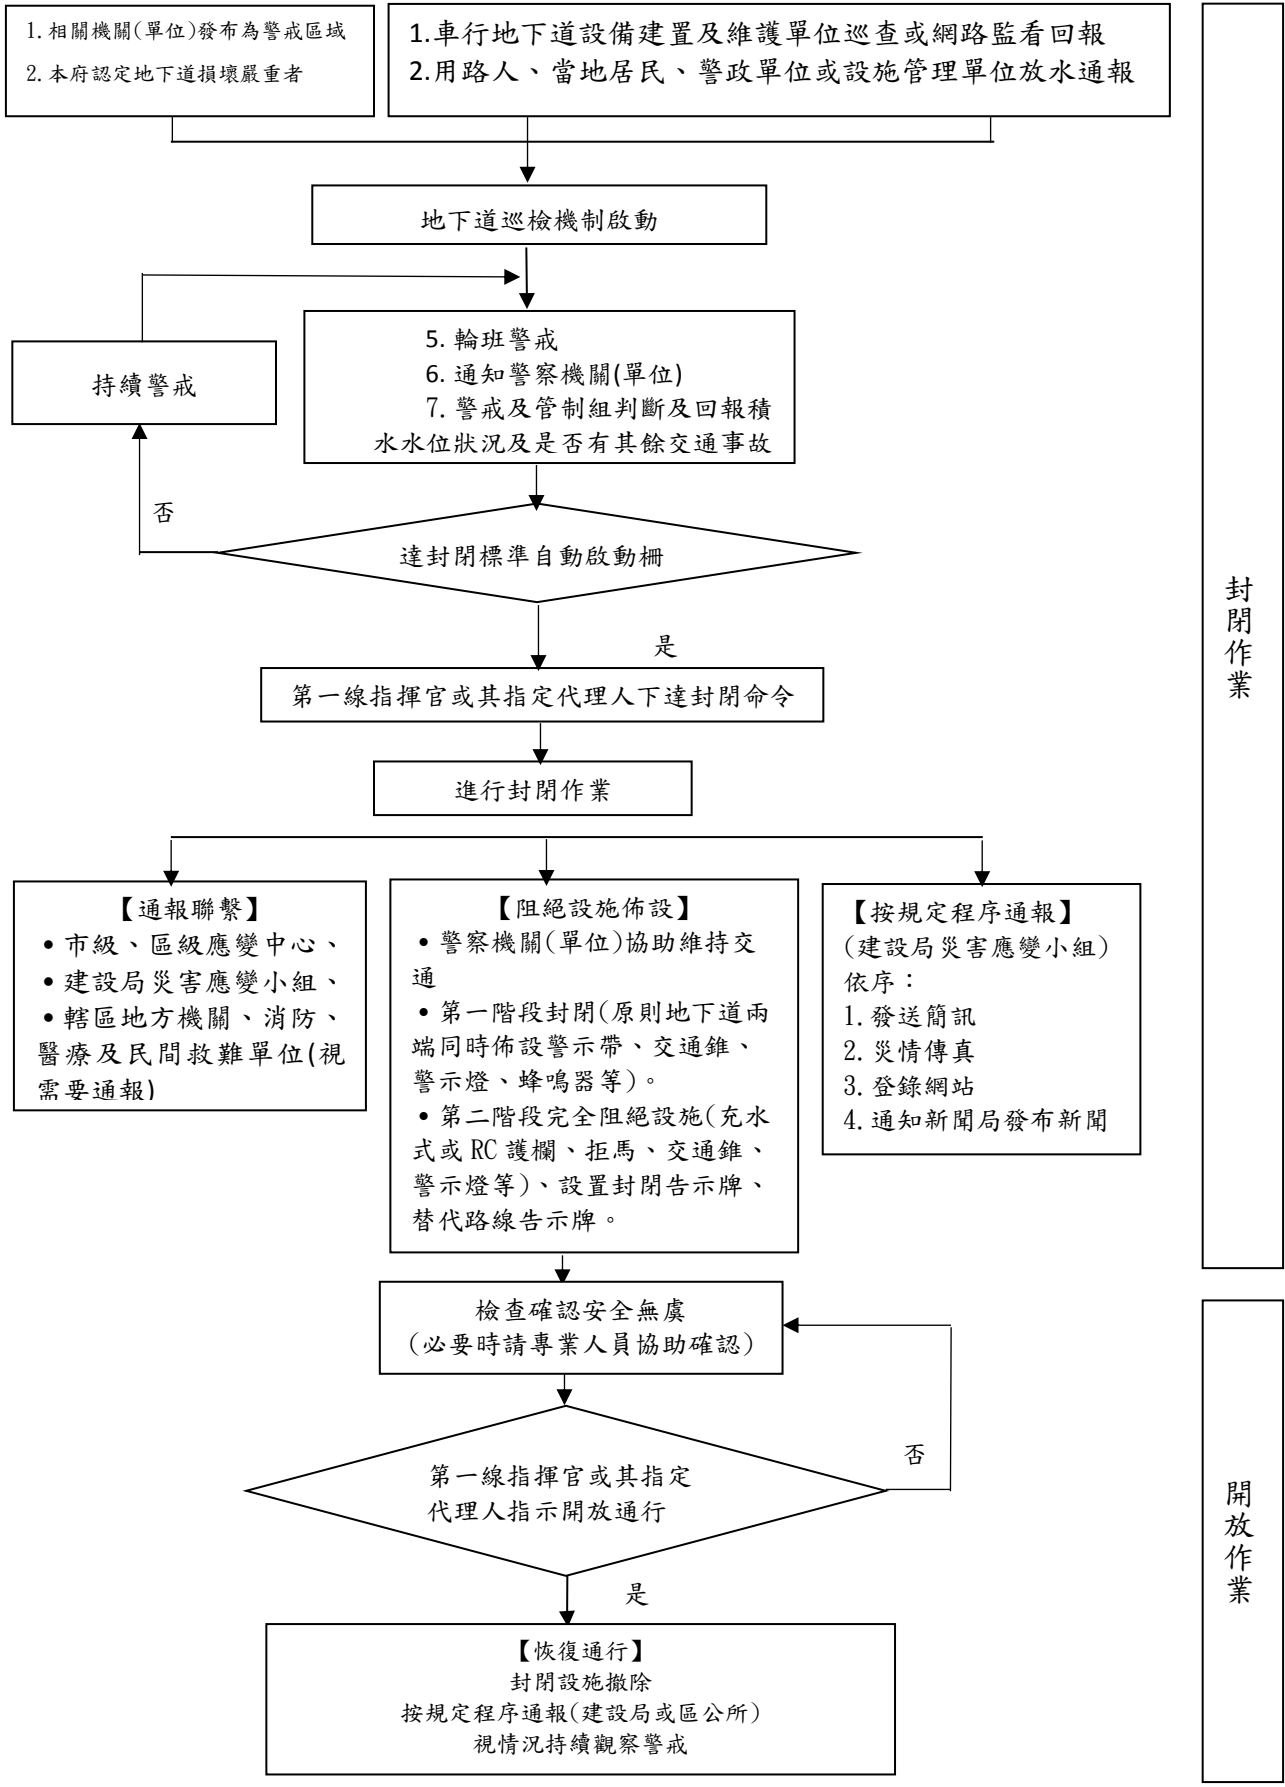 1.相關機關(單位)發布為警戒區域
2.本府認定地下道損壞嚴重者
1.車行地下道設備建置及維護單位巡查或網路監看回報
2.用路人、當地居民、警政單位或設施管理單位放水通報
地下道巡檢機制啟動
5. 輪班警戒
6. 通知警察機關(單位)
7. 警戒及管制組判斷及回報積
水水位狀況及是否有其餘交通事故
持續警戒
否
達封閉標準自動啟動柵
是
第一線指揮官或其指定代理人下達封閉命令
進行封閉作業
【通報聯繫】
•市級、區級應變中心、
•建設局災害應變小組、
•轄區地方機關、消防、
醫療及民間救難單位(視
需要通報)
【阻絕設施佈設】
•警察機關(單位)協助維持交
通
•第一階段封閉(原則地下道兩
端同時佈設警示帶、交通錐、
警示燈、蜂鳴器等)。
•第二階段完全阻絕設施(充水
式或 RC 護欄、拒馬、交通錐、
警示燈等)、設置封閉告示牌、
替代路線告示牌。
【按規定程序通報】
(建設局災害應變小組)
依序：
1.發送簡訊
2.災情傳真
3.登錄網站
4.通知新聞局發布新聞
封閉作業
檢查確認安全無虞
(必要時請專業人員協助確認)
第一線指揮官或其指定
代理人指示開放通行
否
是
【恢復通行】
封閉設施撤除
按規定程序通報(建設局或區公所)
視情況持續觀察警戒
開放作業